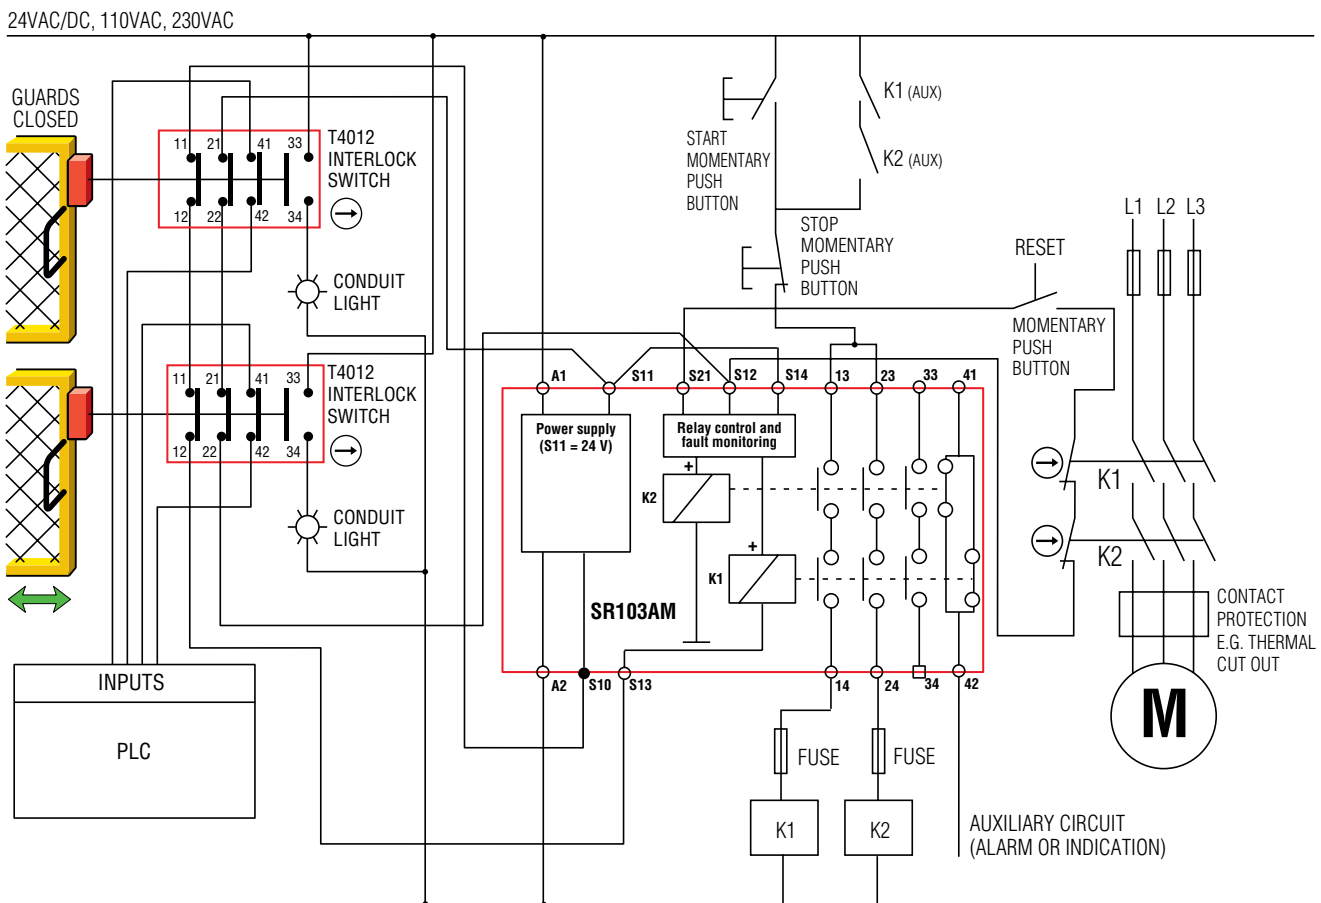 24VAC/DC, 110VAC, 230VAC
GUARDS
CLOSED
11
21
41
33
T4012
INTERLOCK
SWITCH
12
22
42
34
CONDUIT
LIGHT
11
21
41
33
T4012
INTERLOCK
SWITCH
12
22
42
34
CONDUIT
LIGHT
INPUTS
PLC
START
MOMENTARY
PUSH
BUTTON
K1 (AUX)
K2 (AUX)
STOP
MOMENTARY
PUSH
BUTTON
RESET
MOMENTARY
PUSH
BUTTON
L1
L2
L3
A1
S11
S21
S12
S14
13
23
33
41
Power supply
(S11 = 24 V)
Relay control and
fault monitoring
+
K2
+
K1
SR103AM
A2
S10
S13
14
24
34
42
FUSE
FUSE
K1
K2
AUXILIARY CIRCUIT
(ALARM OR INDICATION)
K1
K2
CONTACT
PROTECTION
E.G. THERMAL
CUT OUT
M